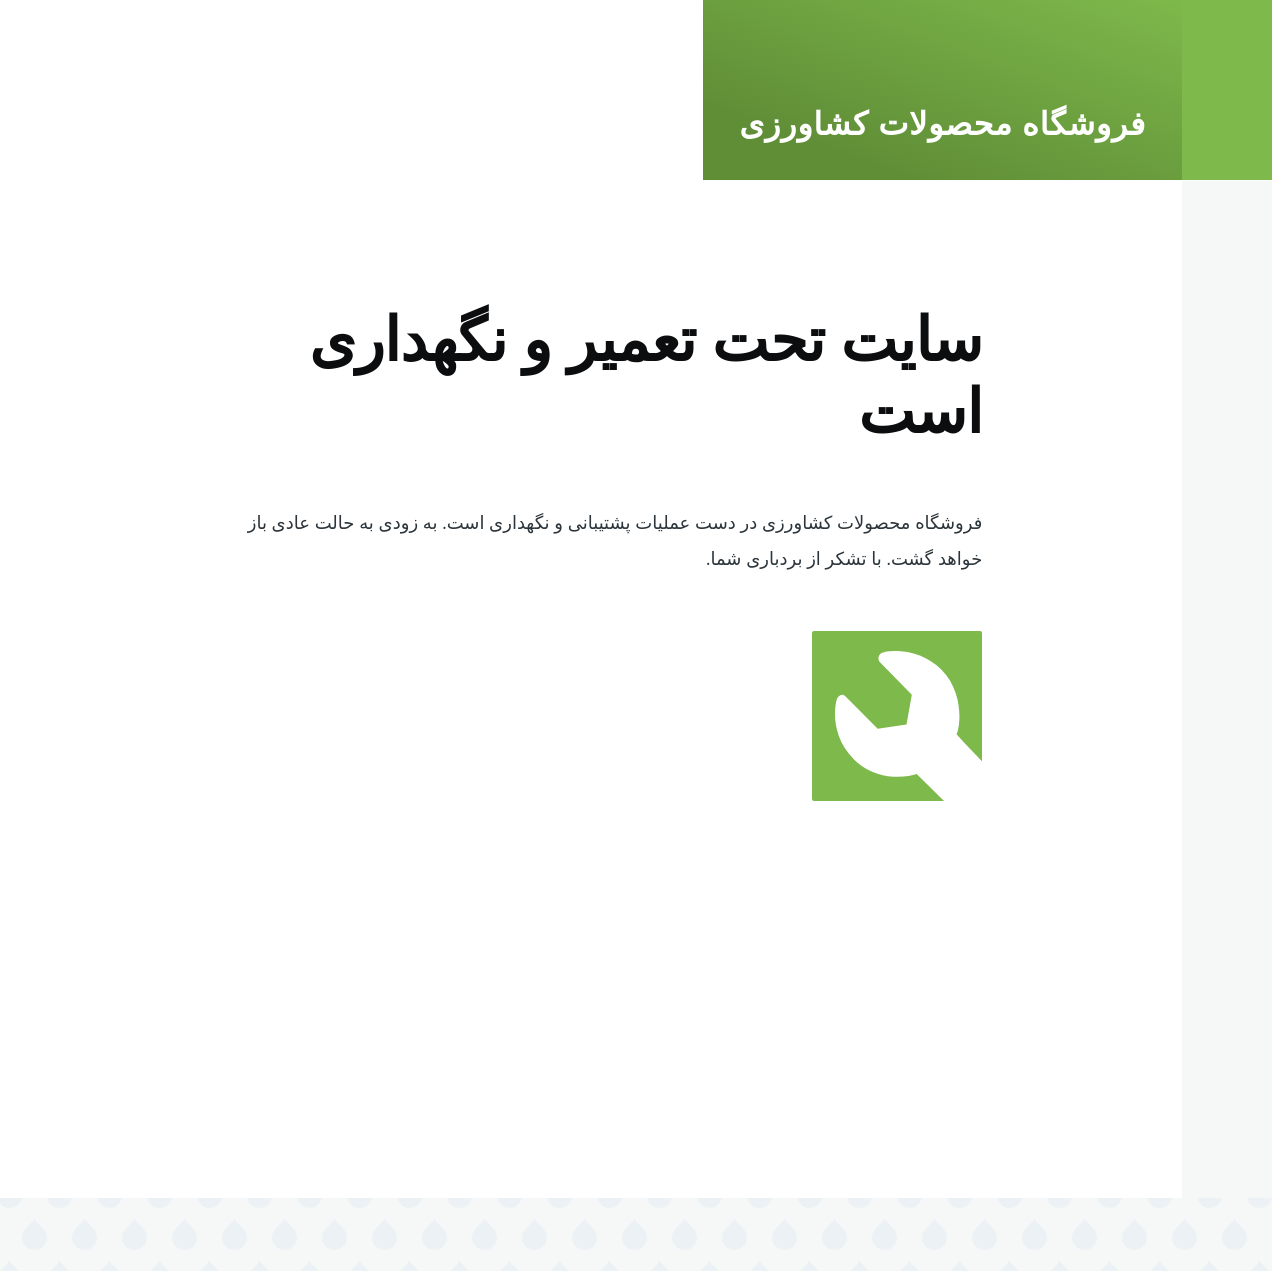 فروشگاه محصولات کشاورزی
سایت تحت تعمیر و نگهداری
است
فروشگاه محصولات کشاورزی در دست عملیات پشتیبانی و نگهداری است. به زودی به حالت عادی باز
خواهد گشت. با تشکر از بردباری شما.